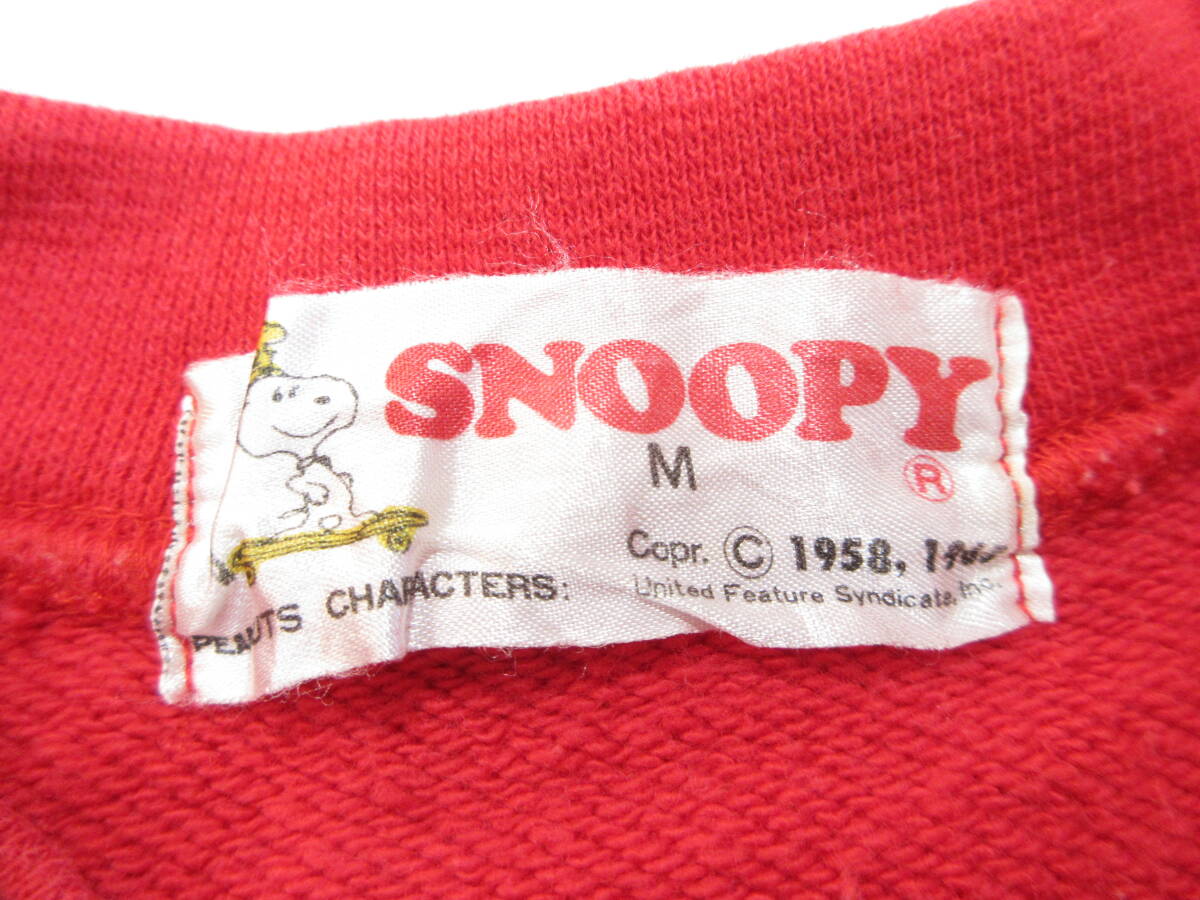 SNOOPY
M
®
PEANUTS CHARACTERS:
Copr. © 1958,
United Feature Syndicate, Inc.